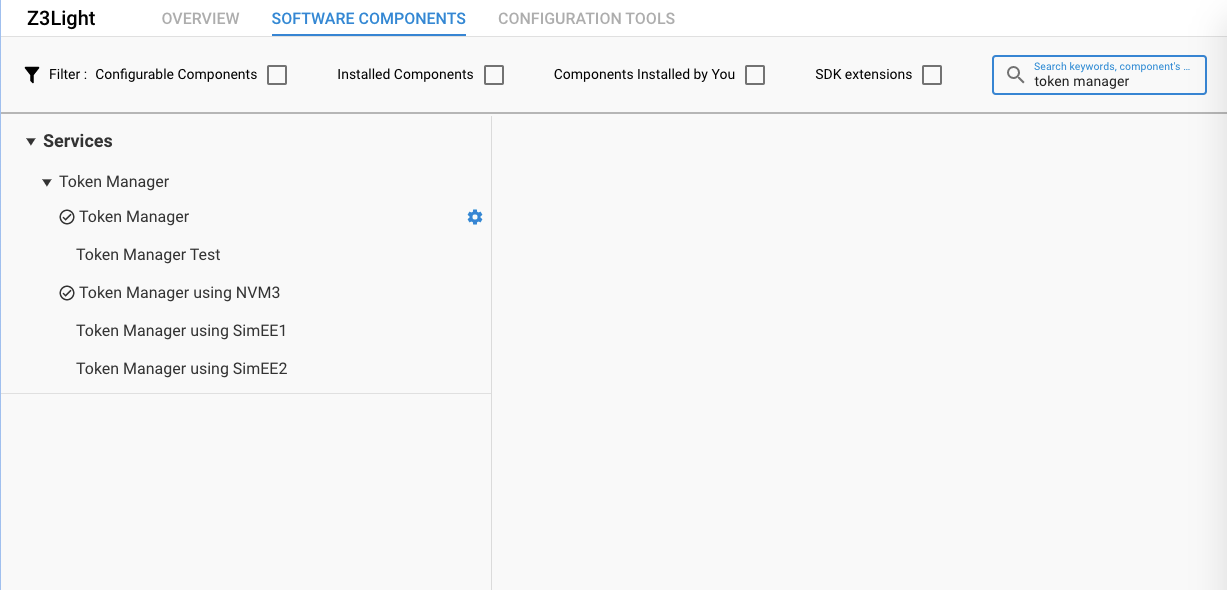 Z3Light OVERVIEW SOFTWARE COMPONENTS CONFIGURATION TOOLS
Filter : Configurable Components Installed Components Components Installed by You SDK extensions
Search keywords, component's ...
token manager
Services
Token Manager
Token Manager
Token Manager Test
Token Manager using NVM3
Token Manager using SimEE1
Token Manager using SimEE2